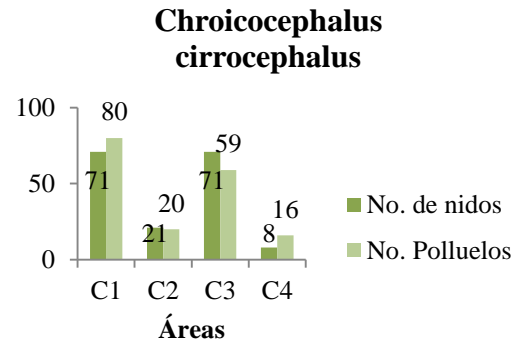 Chroicocephalus
cirrocephalus
100
50
0
80
71
20
21
59
71
16
8
C1 C2 C3 C4
Áreas
No. de nidos
No. Polluelos